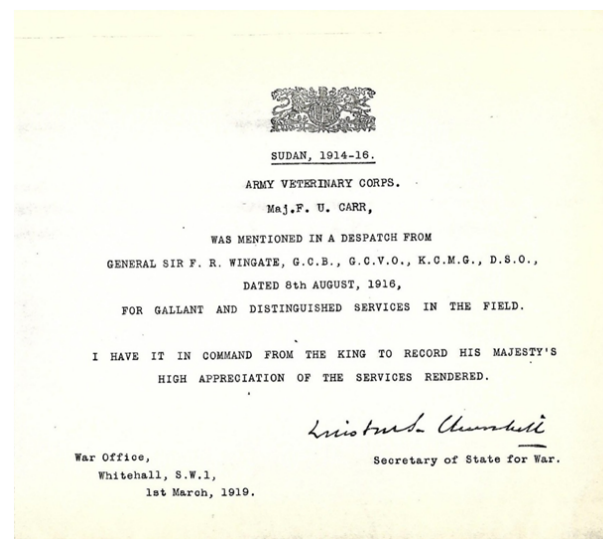 SUDAN, 1914-16.
ARMY VETERINARY CORPS.
Maj.F. U. CARR,
WAS MENTIONED IN A DESPATCH FROM
GENERAL SIR F. R. WINGATE, G.C.B., G.C.V.O., K.C.M.G., D.S.O.,
DATED 8th AUGUST, 1916,
FOR GALLANT AND DISTINGUISHED SERVICES IN THE FIELD.
I HAVE IT IN COMMAND FROM THE KING TO RECORD HIS MAJESTY'S
HIGH APPRECIATION OF THE SERVICES RENDERED.
Winston S. Churchill
Secretary of State for War.
War Office,
Whitehall, S.W.1,
1st March, 1919.